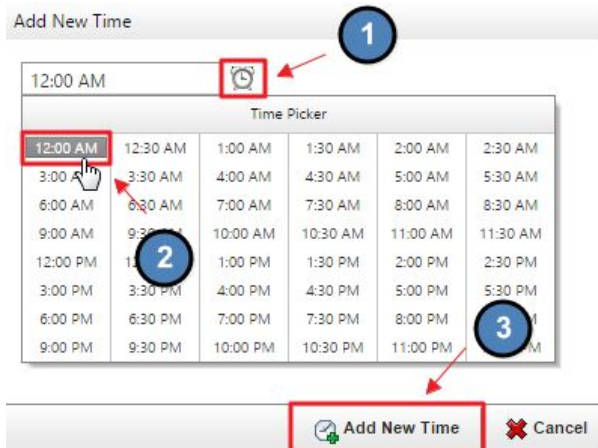 Add New Time
1
12:00 AM
Time Picker
12:00 AM 12:30 AM 1:00 AM 1:30 AM 2:00 AM 2:30 AM
3:00 3:30 AM 4:00 AM 4:30 AM 5:00 AM 5:30 AM
6:00 AM 6:30 AM 7:00 AM 7:30 AM 8:00 AM 8:30 AM
9:00 AM 10:00 AM 10:30 AM 11:00 AM 11:30 AM
2
12:00 PM 1:00 PM 1:30 PM 2:00 PM 2:30 PM
3:00 PM 3:30 PM 4:00 PM 4:30 PM 5:00 PM 5:30 PM
6:00 PM 6:30 PM 7:00 PM 7:30 PM 8:00 PM
3
9:00 PM 9:30 PM 10:00 PM 10:30 PM 11:00 PM
Add New Time Cancel